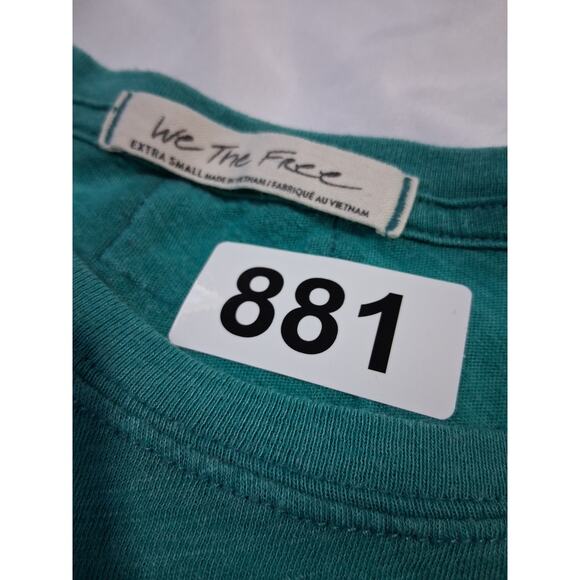 We The Free
EXTRA SMALL MADE IN VIETNAM / FABRIQUÉ AU VIETNAM
881